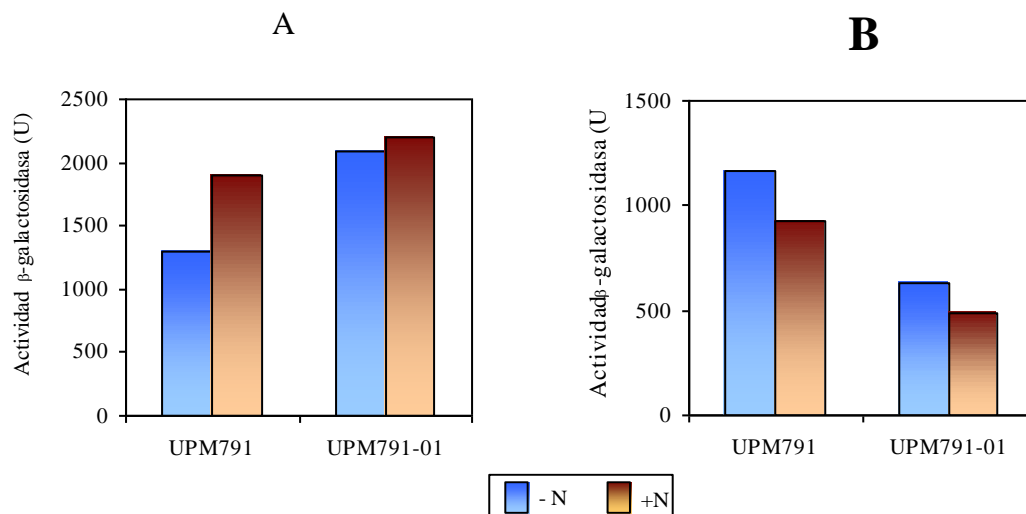 A
Actividad β-galactosidasa (U)
2500
2000
1500
1000
500
0
UPM791 UPM791-01
B
Actividadβ-galactosidasa (U
1500
1000
500
0
UPM791 UPM791-01
- N +N